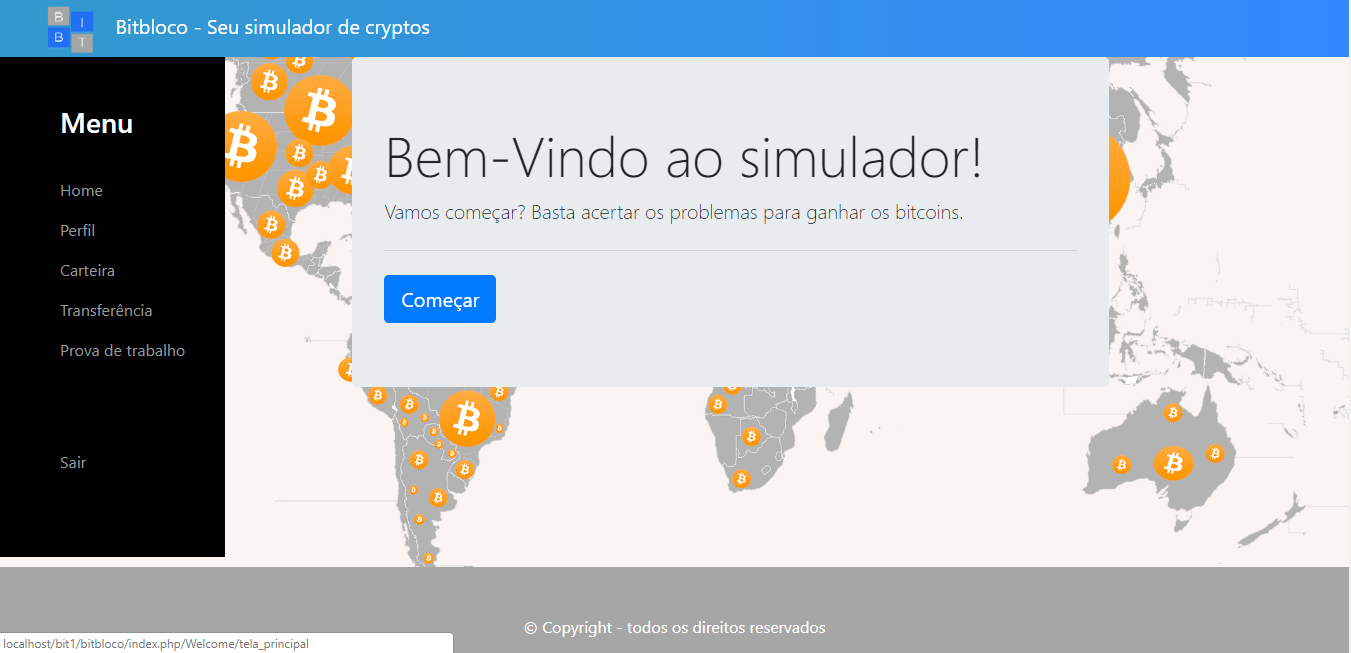 B I
B T
Bitbloco - Seu simulador de cryptos
Menu
Home
Perfil
Carteira
Transferência
Prova de trabalho
Sair
Bem-Vindo ao simulador!
Vamos começar? Basta acertar os problemas para ganhar os bitcoins.
Começar
© Copyright - todos os direitos reservados
localhost/bit1/bitbloco/index.php/Welcome/tela_principal